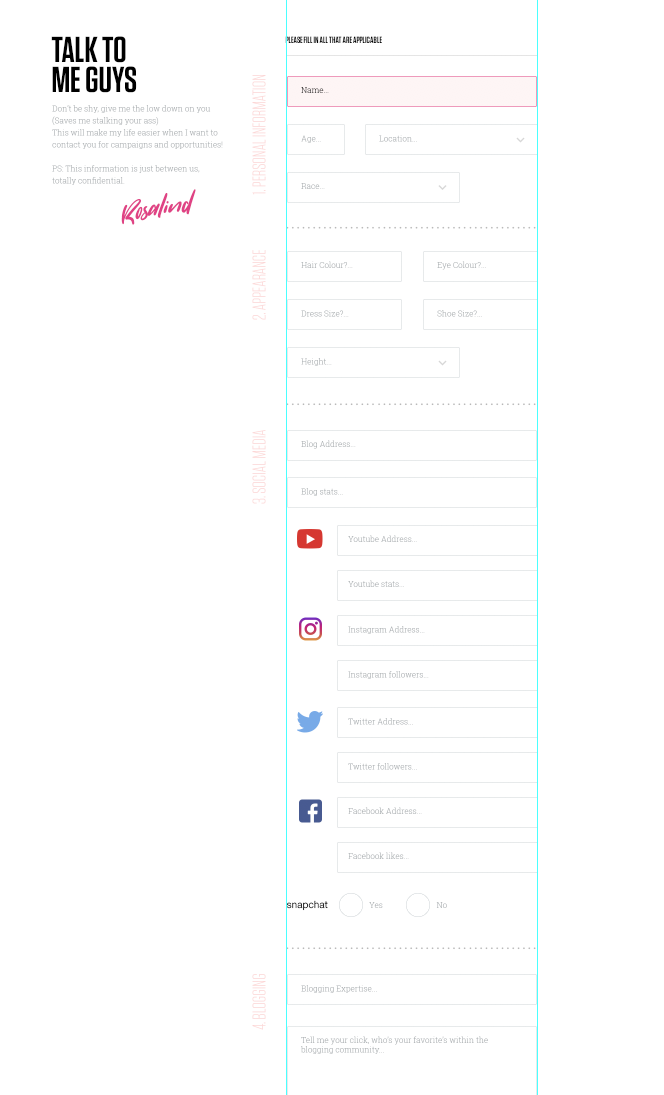 TALK TO
ME GUYS
Don't be shy, give me the low down on you
(Saves me stalking your ass)
This will make my life easier when I want to
contact you for campaigns and opportunities!
PS: This information is just between us,
totally confidential.
Rosalind
PLEASE FILL IN ALL THAT ARE APPLICABLE
1. PERSONAL INFORMATION
Name...
Age...
Location...
Race...
2. APPEARANCE
Hair Colour?...
Eye Colour?...
Dress Size?...
Shoe Size?...
Height...
3. SOCIAL MEDIA
Blog Address...
Blog stats...
Youtube Address...
Youtube stats...
Instagram Address...
Instagram followers...
Twitter Address...
Twitter followers...
Facebook Address...
Facebook likes...
snapchat
Yes
No
4. BLOGGING
Blogging Expertise...
Tell me your click, who's your favorite's within the
blogging community...